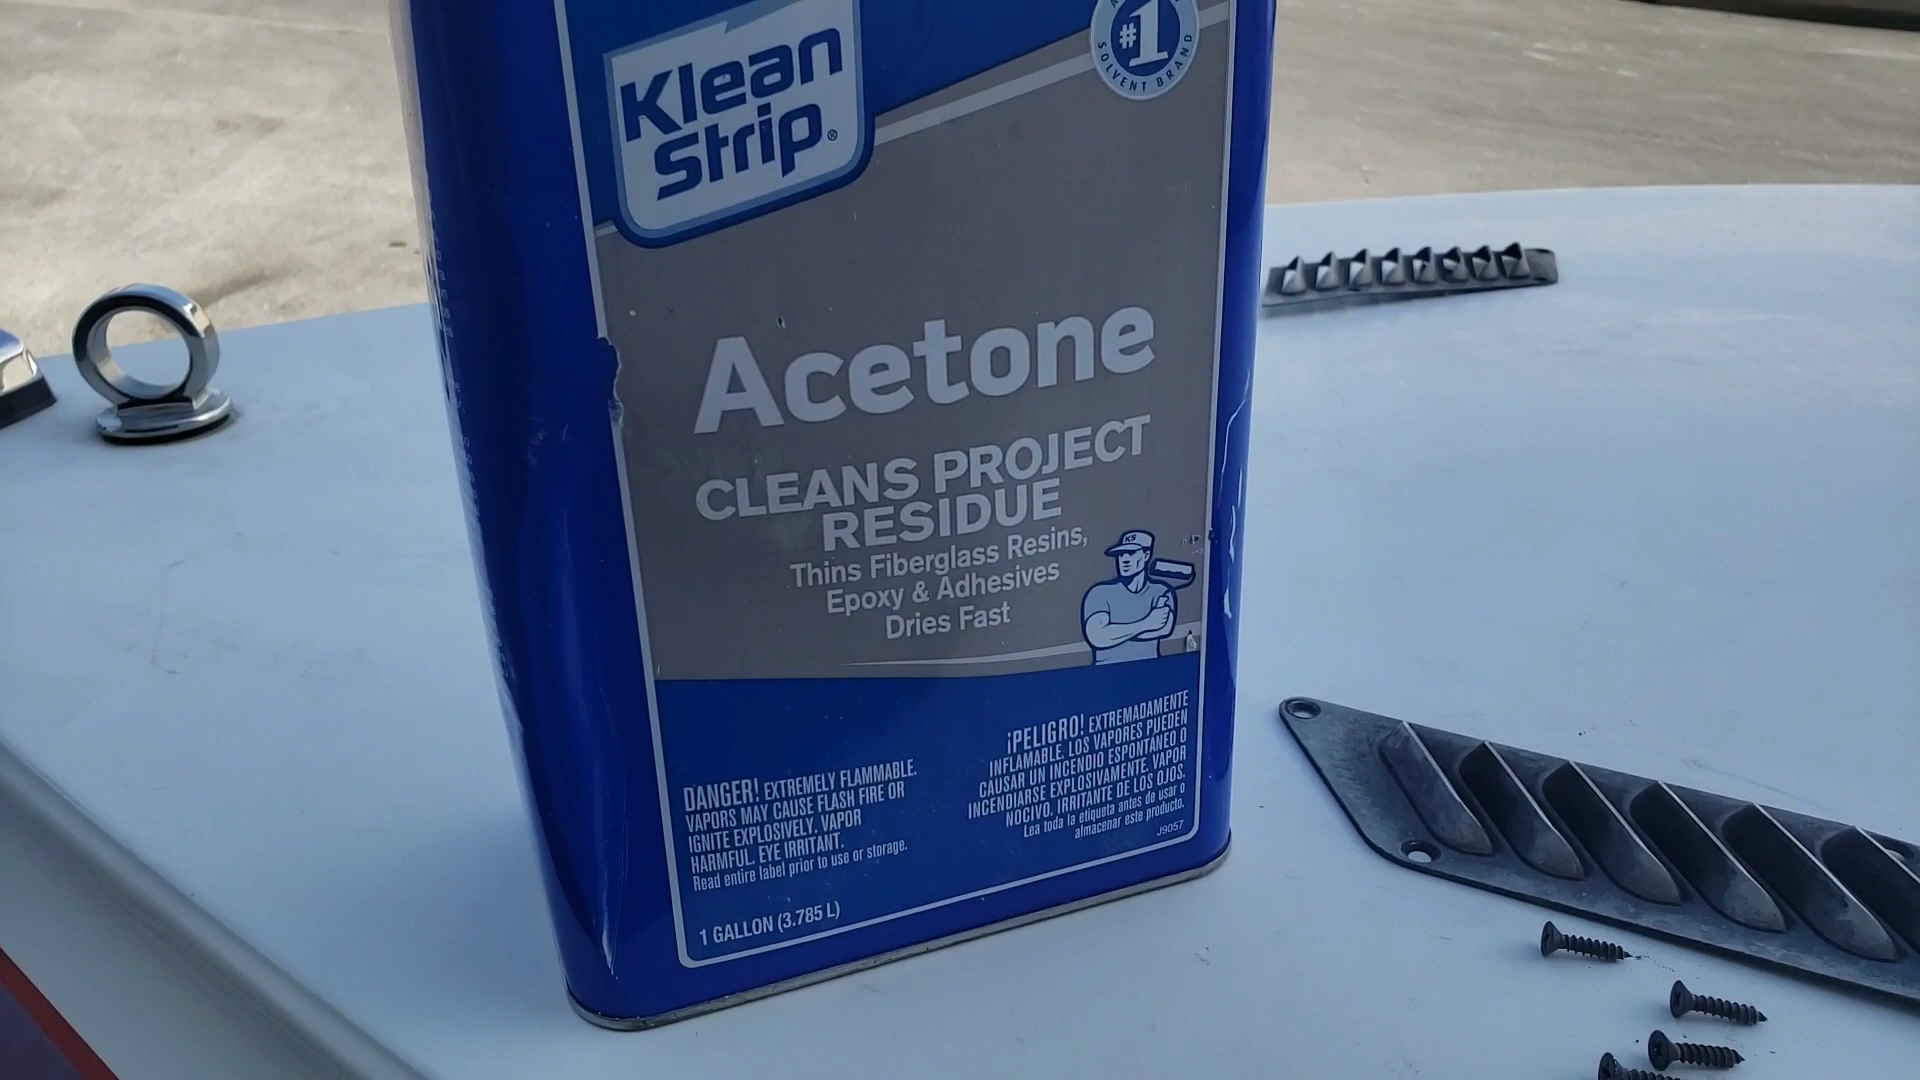 Klean
Strip®
#1
SOLVENT BRAND
Acetone
CLEANS PROJECT
RESIDUE
Thins Fiberglass Resins,
Epoxy & Adhesives
Dries Fast
KS
DANGER! EXTREMELY FLAMMABLE.
VAPORS MAY CAUSE FLASH FIRE OR
IGNITE EXPLOSIVELY. VAPOR
HARMFUL. EYE IRRITANT.
Read entire label prior to use or storage.
1 GALLON (3.785 L)
¡PELIGRO! EXTREMADAMENTE
INFLAMABLE. LOS VAPORES PUEDEN
CAUSAR UN INCENDIO ESPONTÁNEO O
INCENDIARSE EXPLOSIVAMENTE. VAPOR
NOCIVO. IRRITANTE DE LOS OJOS.
Lea toda la etiqueta antes de usar o
almacenar este producto.
J9057